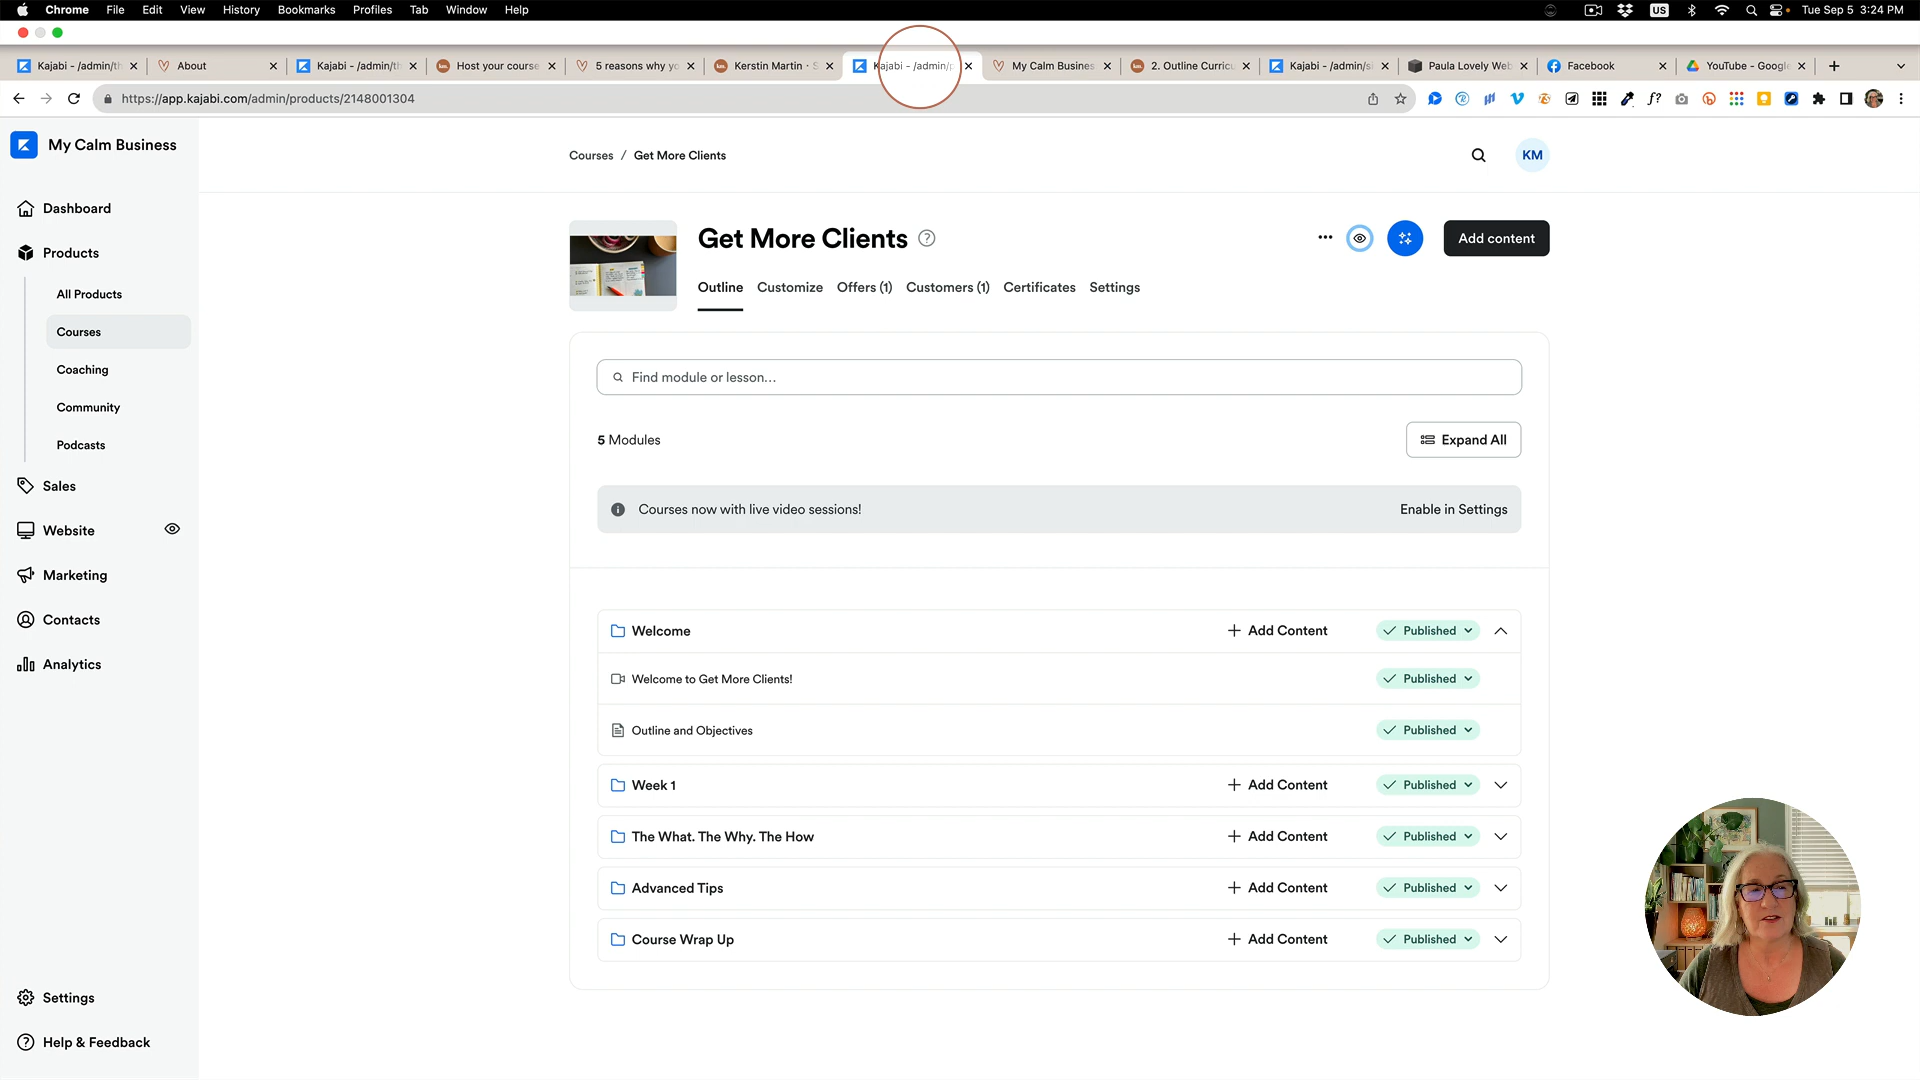 Chrome File Edit View History Bookmarks Profiles Tab Window Help US Tue Sep 5 3:24 PM
Kajabi - /admin/th About Kajabi - /admin/th Host your course 5 reasons why yo Kerstin Martin · S Kajabi - /admin/p My Calm Business 2. Outline Curricu Kajabi - /admin/si Paula Lovely Web Facebook YouTube - Google
https://app.kajabi.com/admin/products/2148001304
My Calm Business
Courses / Get More Clients
KM
Dashboard
Products
All Products
Courses
Coaching
Community
Podcasts
Sales
Website
Marketing
Contacts
Analytics
Settings
Help & Feedback
Get More Clients
Add content
Outline Customize Offers (1) Customers (1) Certificates Settings
Find module or lesson...
5 Modules
Expand All
Courses now with live video sessions! Enable in Settings
Welcome + Add Content Published
Welcome to Get More Clients! Published
Outline and Objectives Published
Week 1 + Add Content Published
The What. The Why. The How + Add Content Published
Advanced Tips + Add Content Published
Course Wrap Up + Add Content Published